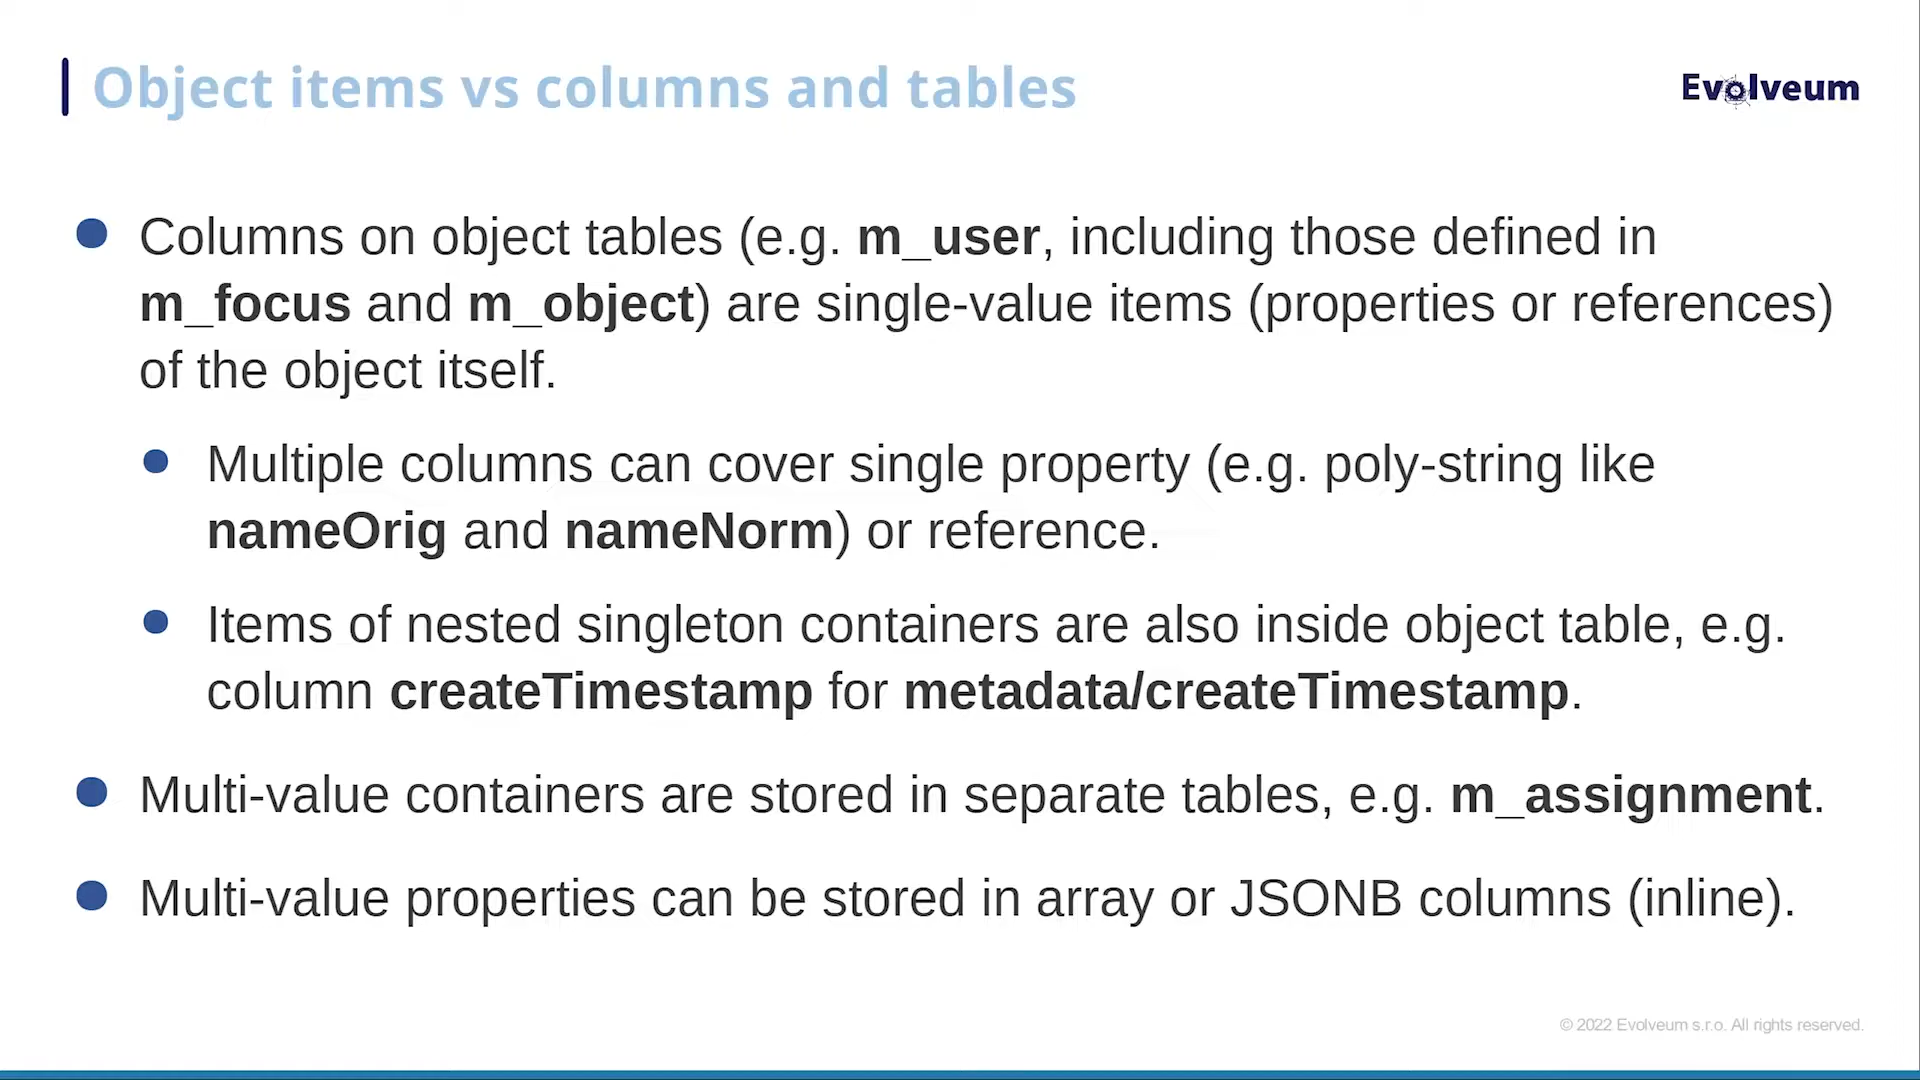 Object items vs columns and tables
Evolveum
Columns on object tables (e.g. m_user, including those defined in
m_focus and m_object) are single-value items (properties or references)
of the object itself.
Multiple columns can cover single property (e.g. poly-string like
nameOrig and nameNorm) or reference.
Items of nested singleton containers are also inside object table, e.g.
column createTimestamp for metadata/createTimestamp.
Multi-value containers are stored in separate tables, e.g. m_assignment.
Multi-value properties can be stored in array or JSONB columns (inline).
© 2022 Evolveum s.r.o. All rights reserved.